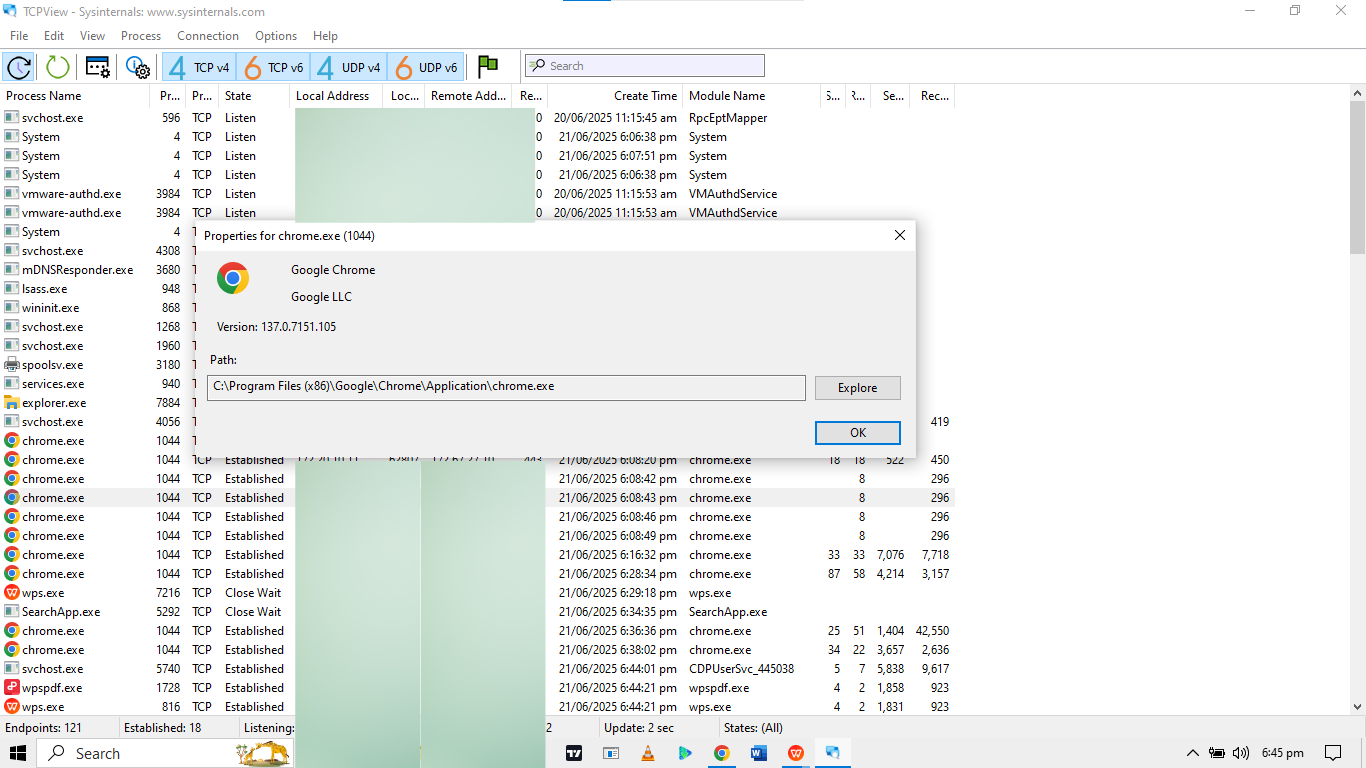 TCPView - Sysinternals: www.sysinternals.com
File Edit View Process Connection Options Help
4 TCP v4 6 TCP v6 4 UDP v4 6 UDP v6 Search
Process Name Pr... Pr... State Local Address Loc... Remote Add... Re... Create Time Module Name S... R... Se... Rec...
svchost.exe 596 TCP Listen 0 20/06/2025 11:15:45 am RpcEptMapper
System 4 TCP Listen 0 21/06/2025 6:06:38 pm System
System 4 TCP Listen 0 21/06/2025 6:07:51 pm System
System 4 TCP Listen 0 21/06/2025 6:06:38 pm System
vmware-authd.exe 3984 TCP Listen 0 20/06/2025 11:15:53 am VMAuthdService
vmware-authd.exe 3984 TCP Listen 0 20/06/2025 11:15:53 am VMAuthdService
System 4
svchost.exe 4308
mDNSResponder.exe 3680
lsass.exe 948
wininit.exe 868
svchost.exe 1268
svchost.exe 1960
spoolsv.exe 3180
services.exe 940
explorer.exe 7884
svchost.exe 4056 419
chrome.exe 1044
Properties for chrome.exe (1044)
Google Chrome
Google LLC
Version: 137.0.7151.105
Path:
C:\Program Files (x86)\Google\Chrome\Application\chrome.exe Explore
OK
chrome.exe 1044 TCP Established 21/06/2025 6:08:20 pm chrome.exe 18 18 522 450
chrome.exe 1044 TCP Established 21/06/2025 6:08:42 pm chrome.exe 8 296
chrome.exe 1044 TCP Established 21/06/2025 6:08:43 pm chrome.exe 8 296
chrome.exe 1044 TCP Established 21/06/2025 6:08:46 pm chrome.exe 8 296
chrome.exe 1044 TCP Established 21/06/2025 6:08:49 pm chrome.exe 8 296
chrome.exe 1044 TCP Established 21/06/2025 6:16:32 pm chrome.exe 33 33 7,076 7,718
chrome.exe 1044 TCP Established 21/06/2025 6:28:34 pm chrome.exe 87 58 4,214 3,157
wps.exe 7216 TCP Close Wait 21/06/2025 6:29:18 pm wps.exe
SearchApp.exe 5292 TCP Close Wait 21/06/2025 6:34:35 pm SearchApp.exe
chrome.exe 1044 TCP Established 21/06/2025 6:36:36 pm chrome.exe 25 51 1,404 42,550
chrome.exe 1044 TCP Established 21/06/2025 6:38:02 pm chrome.exe 34 22 3,657 2,636
svchost.exe 5740 TCP Established 21/06/2025 6:44:01 pm CDPUserSvc_445038 5 7 5,838 9,617
wpspdf.exe 1728 TCP Established 21/06/2025 6:44:21 pm wpspdf.exe 4 2 1,858 923
wps.exe 816 TCP Established 21/06/2025 6:44:21 pm wps.exe 4 2 1,831 923
Endpoints: 121 Established: 18 Listening: 2 Update: 2 sec States: (All)
Search 6:45 pm